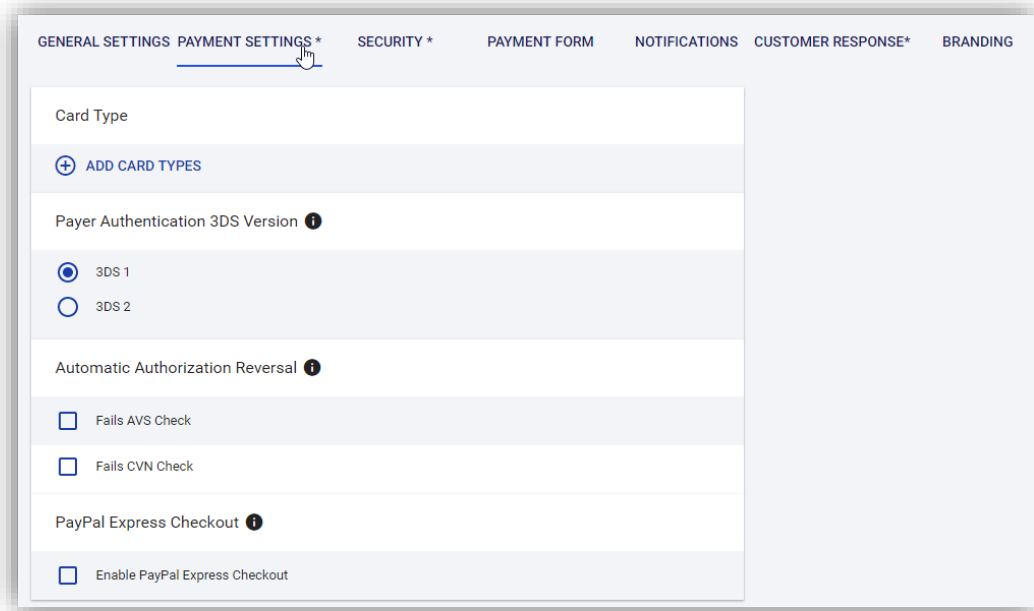 GENERAL SETTINGS PAYMENT SETTINGS * SECURITY * PAYMENT FORM NOTIFICATIONS CUSTOMER RESPONSE* BRANDING
Card Type
ADD CARD TYPES
Payer Authentication 3DS Version
3DS 1
3DS 2
Automatic Authorization Reversal
Fails AVS Check
Fails CVN Check
PayPal Express Checkout
Enable PayPal Express Checkout